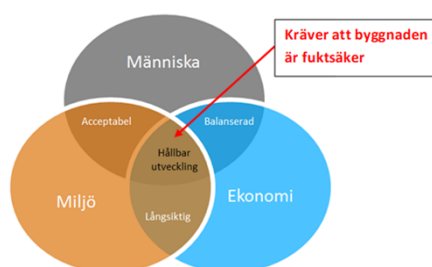 Kräver att byggnaden
är fuktsäker
Människa
Acceptabel
Balanserad
Hållbar
utveckling
Miljö
Ekonomi
Långsiktig